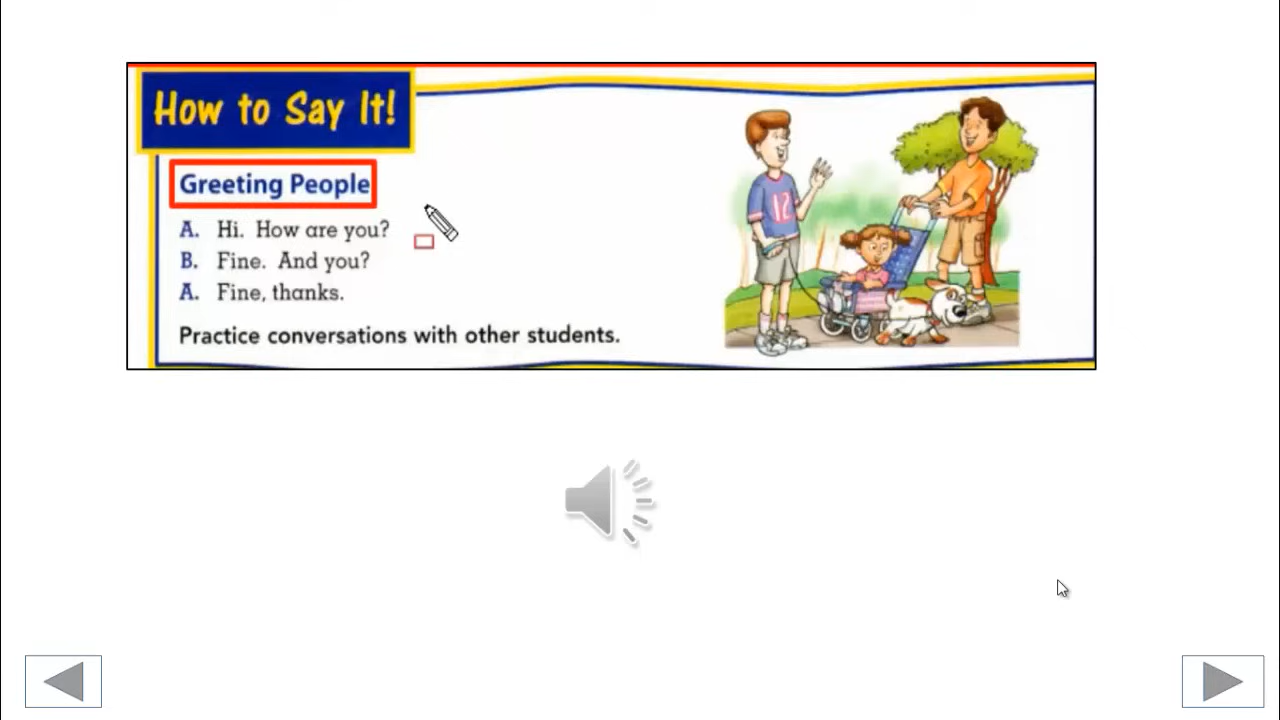 How to Say It!
Greeting People
A. Hi. How are you?
B. Fine. And you?
A. Fine, thanks.
Practice conversations with other students.
12